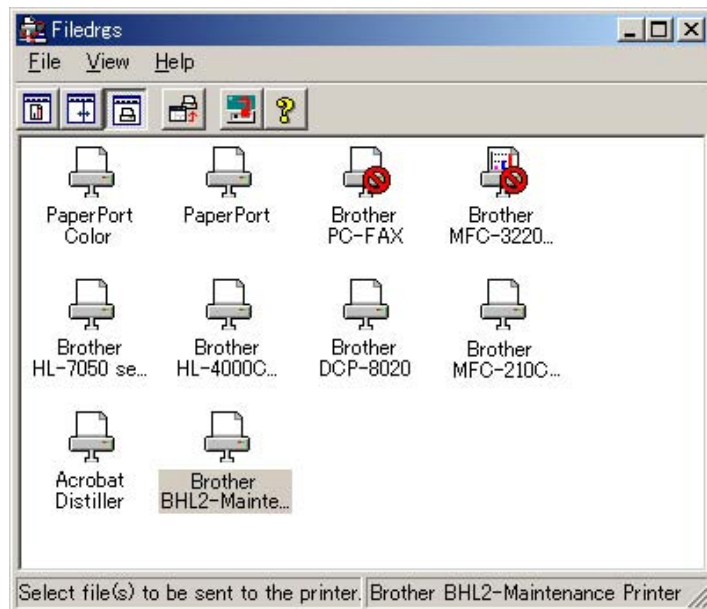 Filedrgs
File View Help
PaperPort
Color
PaperPort
Brother
PC-FAX
Brother
MFC-3220...
Brother
HL-7050 se...
Brother
HL-4000C...
Brother
DCP-8020
Brother
MFC-210C...
Acrobat
Distiller
Brother
BHL2-Mainte...
Select file(s) to be sent to the printer. Brother BHL2-Maintenance Printer